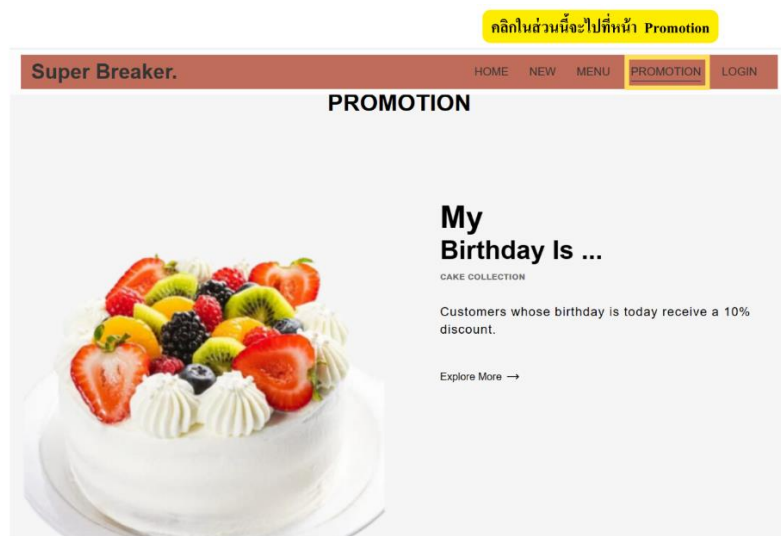 คลิกในส่วนนี้จะไปที่หน้า Promotion
Super Breaker.
HOME NEW MENU PROMOTION LOGIN
PROMOTION
My
Birthday Is ...
CAKE COLLECTION
Customers whose birthday is today receive a 10%
discount.
Explore More →